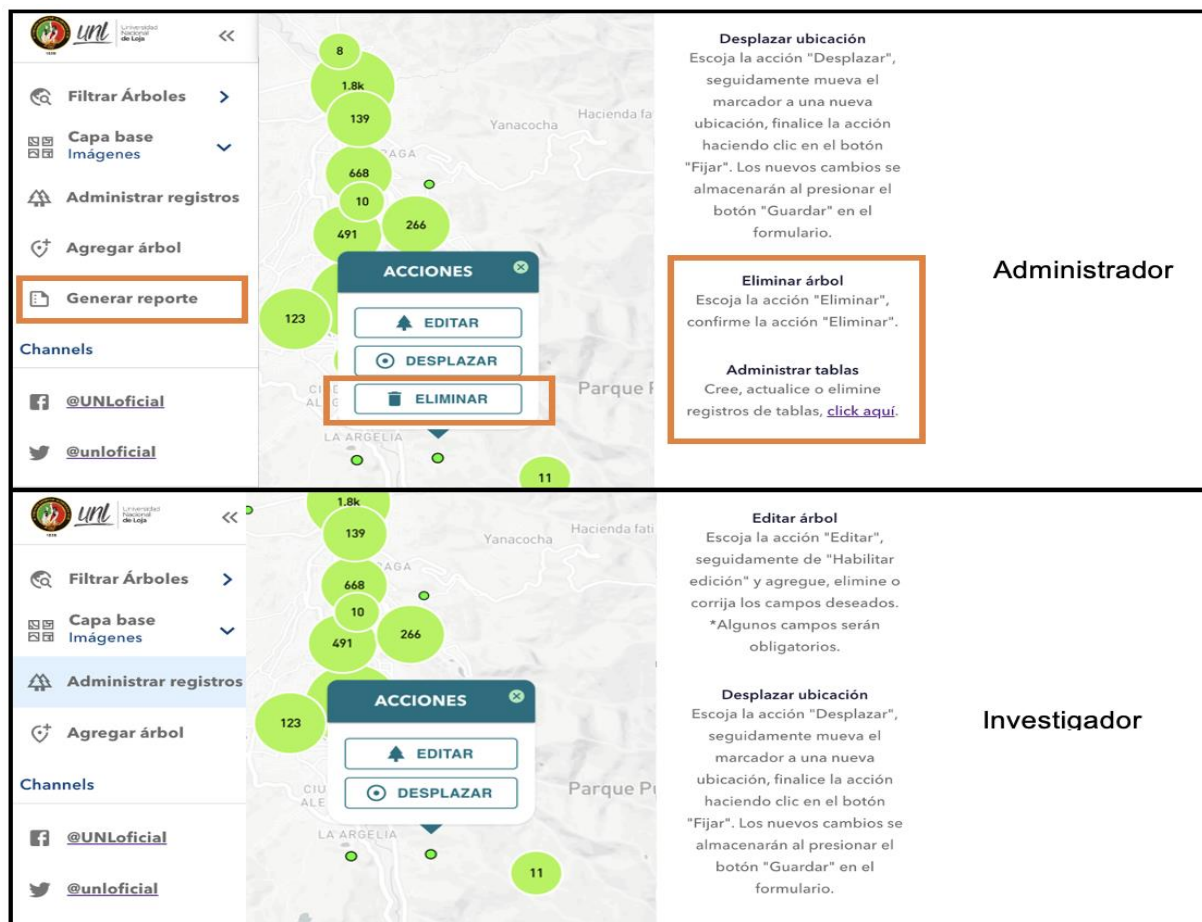 unl
Universidad
Nacional
de Loja
Filtrar Árboles
Capa base
Imágenes
Administrar registros
Agregar árbol
Generar reporte
Channels
@UNLoficial
@unloficial
8
1.8k
139
Yanacocha
Hacienda fa
668
10
491
266
ACCIONES
EDITAR
DESPLAZAR
ELIMINAR
123
Parque P
LA ARGELIA
11
Desplazar ubicación
Escoja la acción "Desplazar",
seguidamente mueva el
marcador a una nueva
ubicación, finalice la acción
haciendo clic en el botón
"Fijar". Los nuevos cambios se
almacenarán al presionar el
botón "Guardar" en el
formulario.
Eliminar árbol
Escoja la acción "Eliminar",
confirme la acción "Eliminar".
Administrar tablas
Cree, actualice o elimine
registros de tablas, click aquí.
Administrador
unl
Universidad
Nacional
de Loja
Filtrar Árboles
Capa base
Imágenes
Administrar registros
Agregar árbol
Channels
@UNLoficial
@unloficial
1.8k
139
Yanacocha
Hacienda fati
668
10
491
266
ACCIONES
EDITAR
DESPLAZAR
123
CIU
ALE
Parque Pu
LA ARGELIA
11
Editar árbol
Escoja la acción "Editar",
seguidamente de "Habilitar
edición" y agregue, elimine o
corrija los campos deseados.
*Algunos campos serán
obligatorios.
Desplazar ubicación
Escoja la acción "Desplazar",
seguidamente mueva el
marcador a una nueva
ubicación, finalice la acción
haciendo clic en el botón
"Fijar". Los nuevos cambios se
almacenarán al presionar el
botón "Guardar" en el
formulario.
Investigador